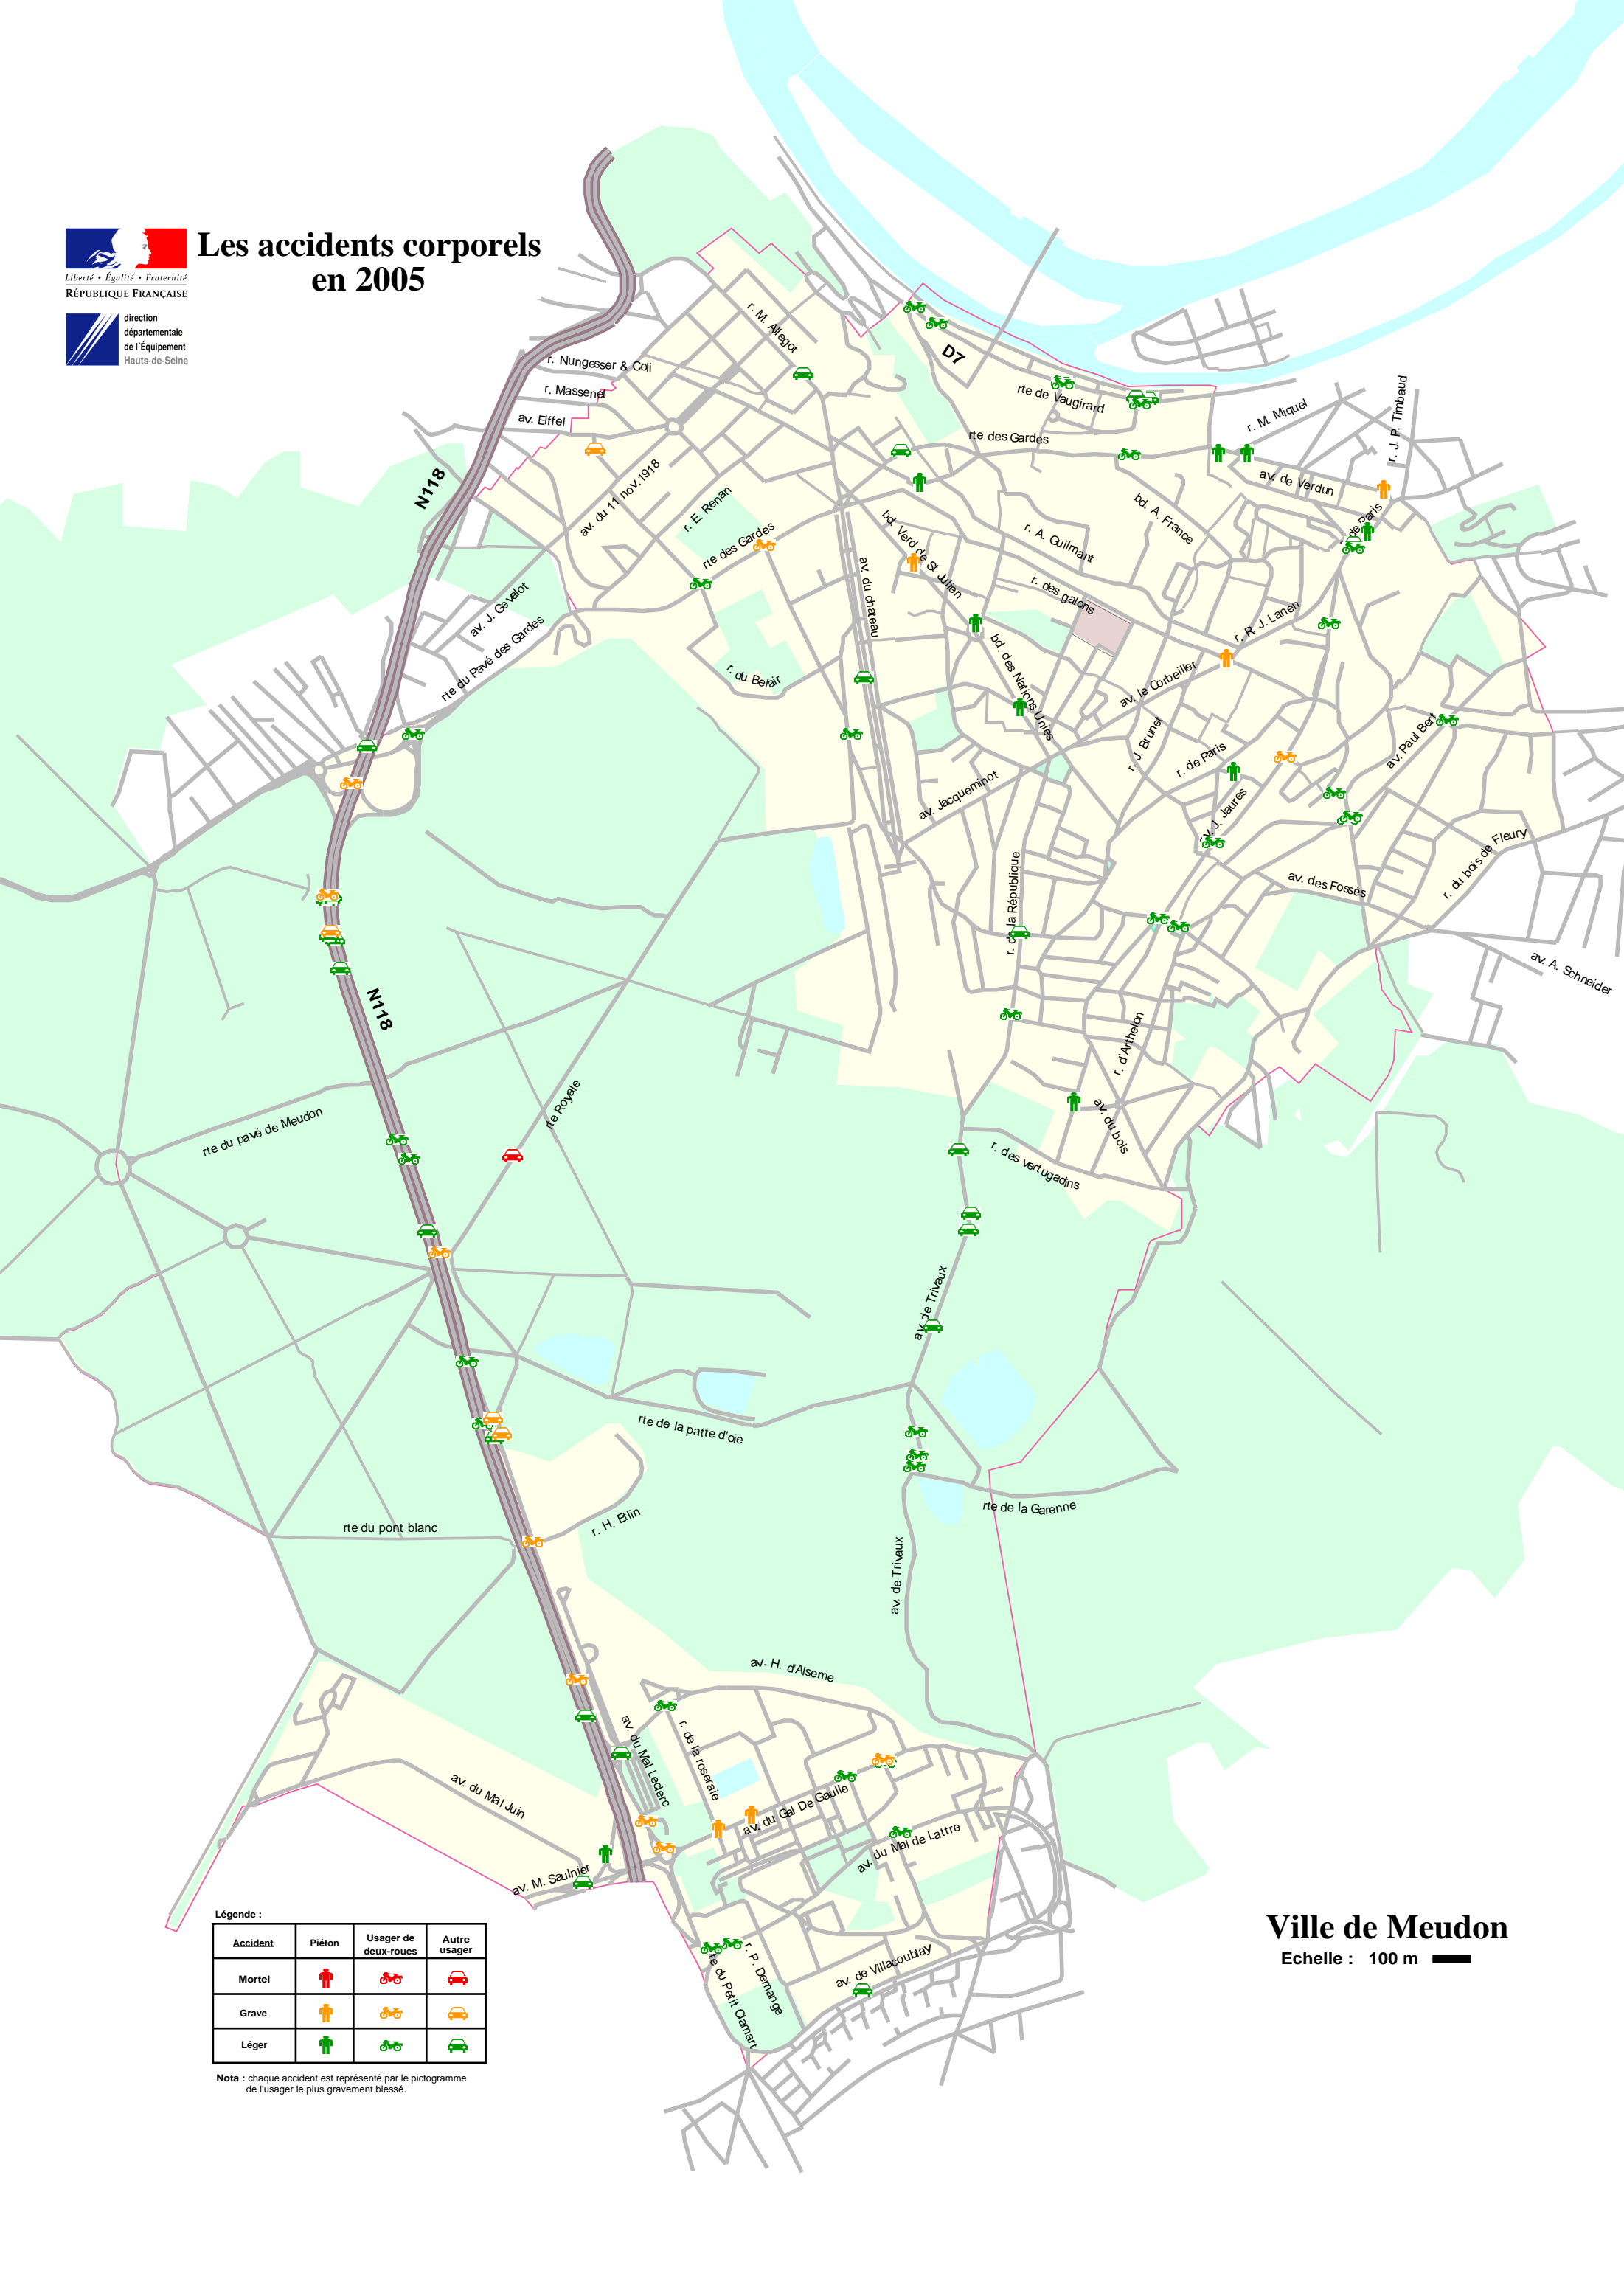 Les accidents corporels
en 2005
Liberté • Égalité • Fraternité
RÉPUBLIQUE FRANÇAISE
direction
départementale
de l'Équipement
Hauts-de-Seine
r. M. Allegot
D7
r. Nungesser & Coli
r. Massenet
av. Eiffel
rte de Vaugirard
rte des Gardes
r. M. Miquel
r. J. P. Timbaud
N118
av. de Verdun
av. du 11 nov.1918
r. E. Renan
bd. A. France
de Paris
rte des Gardes
bd. Verd de St Julien
r. A. Guilmant
av. du chateau
r. des galons
av. J. Gevelot
rte du Pavé des Gardes
r. R. J. Lanen
r. du Belair
bd. des Nations Unies
av. le Corbeiller
r. J. Brunet
r. de Paris
av. Paul Bert
av. Jacqueminot
av. J. Jaures
r. de la République
av. des Fossés
r. du bois de Fleury
av. A. Schneider
N118
r. d'Arthelon
rte Royale
rte du pavé de Meudon
av. du bois
r. des vertugadins
av. de Trivaux
rte de la patte d'oie
rte de la Garenne
rte du pont blanc
r. H. Etlin
av. de Trivaux
av. H. d'Alseme
av. du Mal Leclerc
r. de la roseraie
av. du Mal Juin
av. du Gal De Gaulle
av. du Mal de Lattre
av. M. Saulnier
te du Petit Clamart
r. P. Demange
av. de Villacoublay
Légende :
Accident Piéton Usager de deux-roues Autre usager
Mortel
Grave
Léger
Nota : chaque accident est représenté par le pictogramme
de l'usager le plus gravement blessé.
Ville de Meudon
Echelle : 100 m